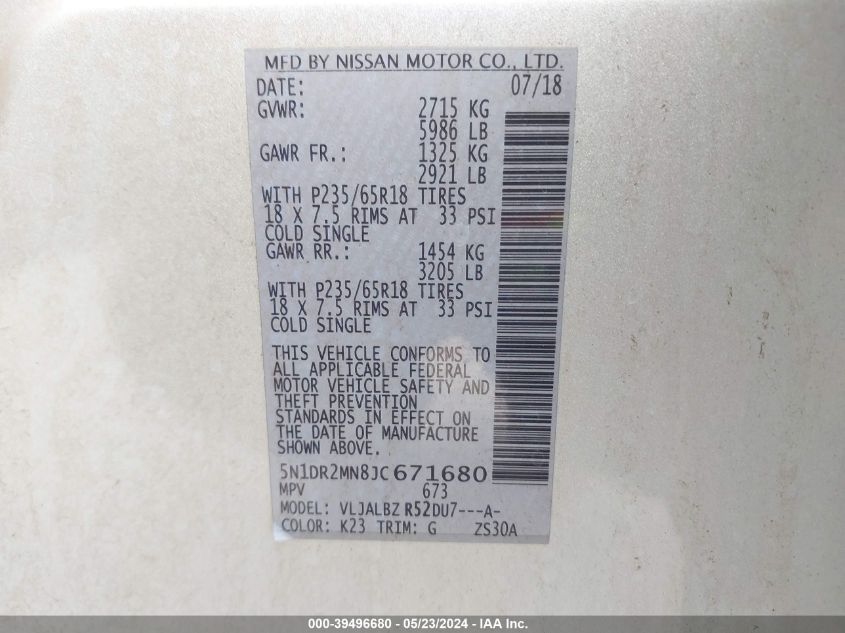 MFD BY NISSAN MOTOR CO., LTD.
DATE: 07/18
GVWR: 2715 KG
5986 LB
GAWR FR.: 1325 KG
2921 LB
WITH P235/65R18 TIRES
18 X 7.5 RIMS AT 33 PSI
COLD SINGLE
GAWR RR.: 1454 KG
3205 LB
WITH P235/65R18 TIRES
18 X 7.5 RIMS AT 33 PSI
COLD SINGLE
THIS VEHICLE CONFORMS TO
ALL APPLICABLE FEDERAL
MOTOR VEHICLE SAFETY AND
THEFT PREVENTION
STANDARDS IN EFFECT ON
THE DATE OF MANUFACTURE
SHOWN ABOVE.
5N1DR2MN8JC671680
MPV 673
MODEL: VLJALBZ R52DU7---A-
COLOR: K23 TRIM: G ZS30A
000-39496680 - 05/23/2024 - IAA Inc.